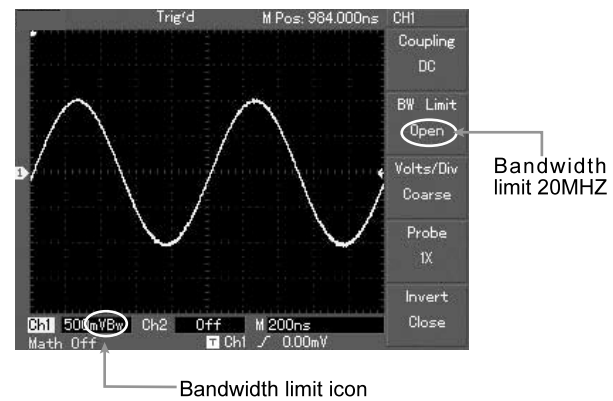 Trig'd M Pos: 984.000ns CH1
Coupling
DC
BW Limit
Open
Bandwidth
limit 20MHZ
1
Volts/Div
Coarse
Probe
1X
Invert
Close
Ch1 500mVBw Ch2 Off M 200ns
Math Off T Ch1 0.00mV
Bandwidth limit icon